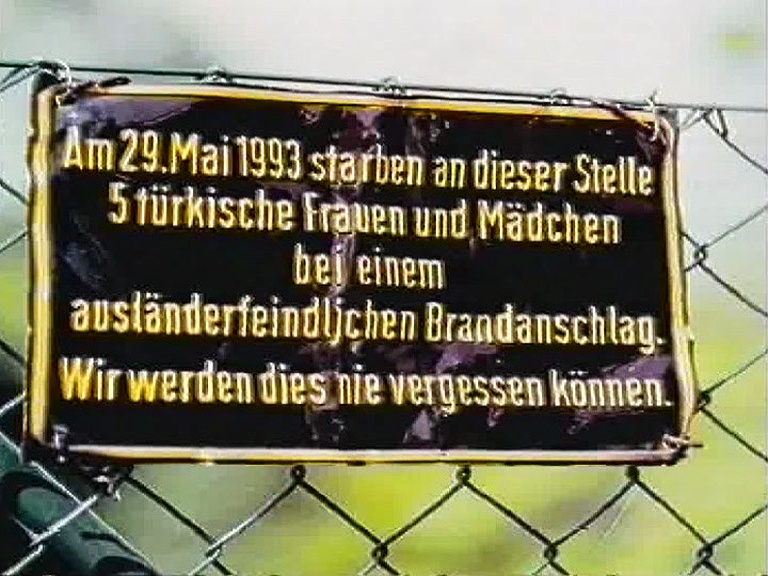 Am 29.Mai 1993 starben an dieser Stelle
5 türkische Frauen und Mädchen
bei einem
ausländerfeindlichen Brandanschlag.
Wir werden dies nie vergessen können.